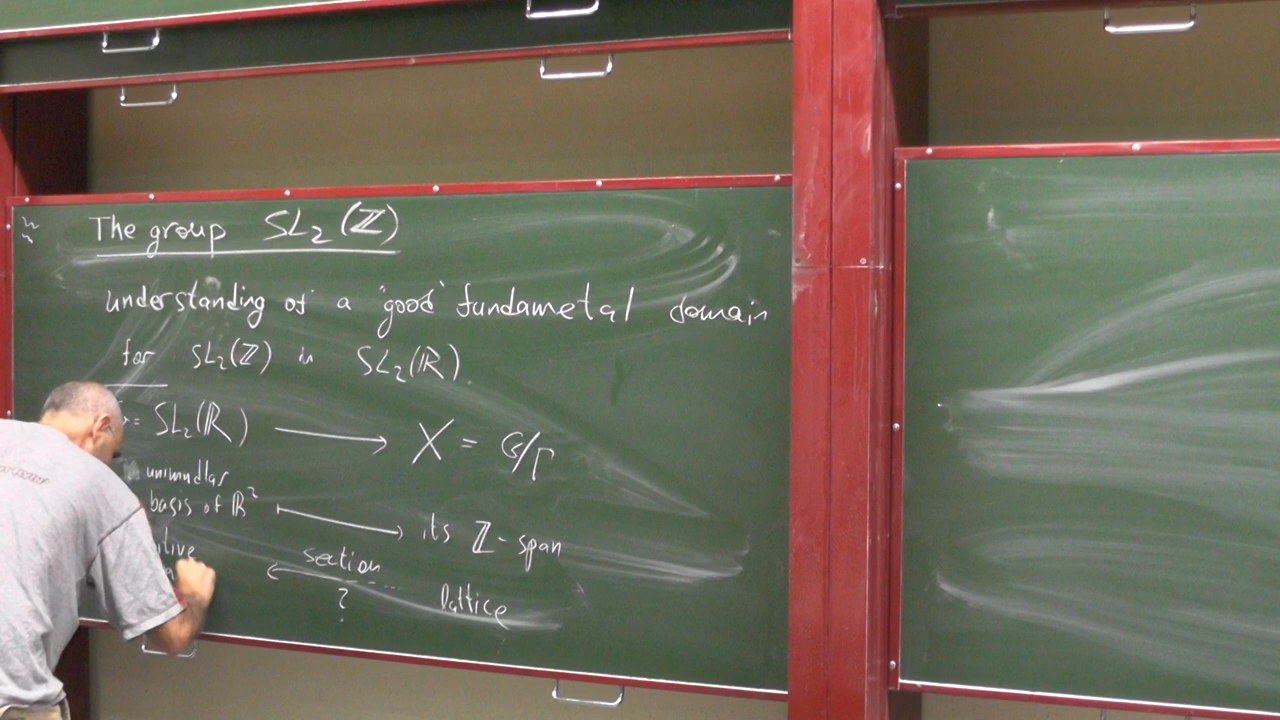 The group SL₂(ℤ)
understanding of a "good" fundametal domain
for SL₂(ℤ) in SL₂(ℝ)
= SL₂(ℝ) ⟶ X = G/Γ
unimudlar
basis of ℝ² ⟼ its ℤ-span
section
?
lattice